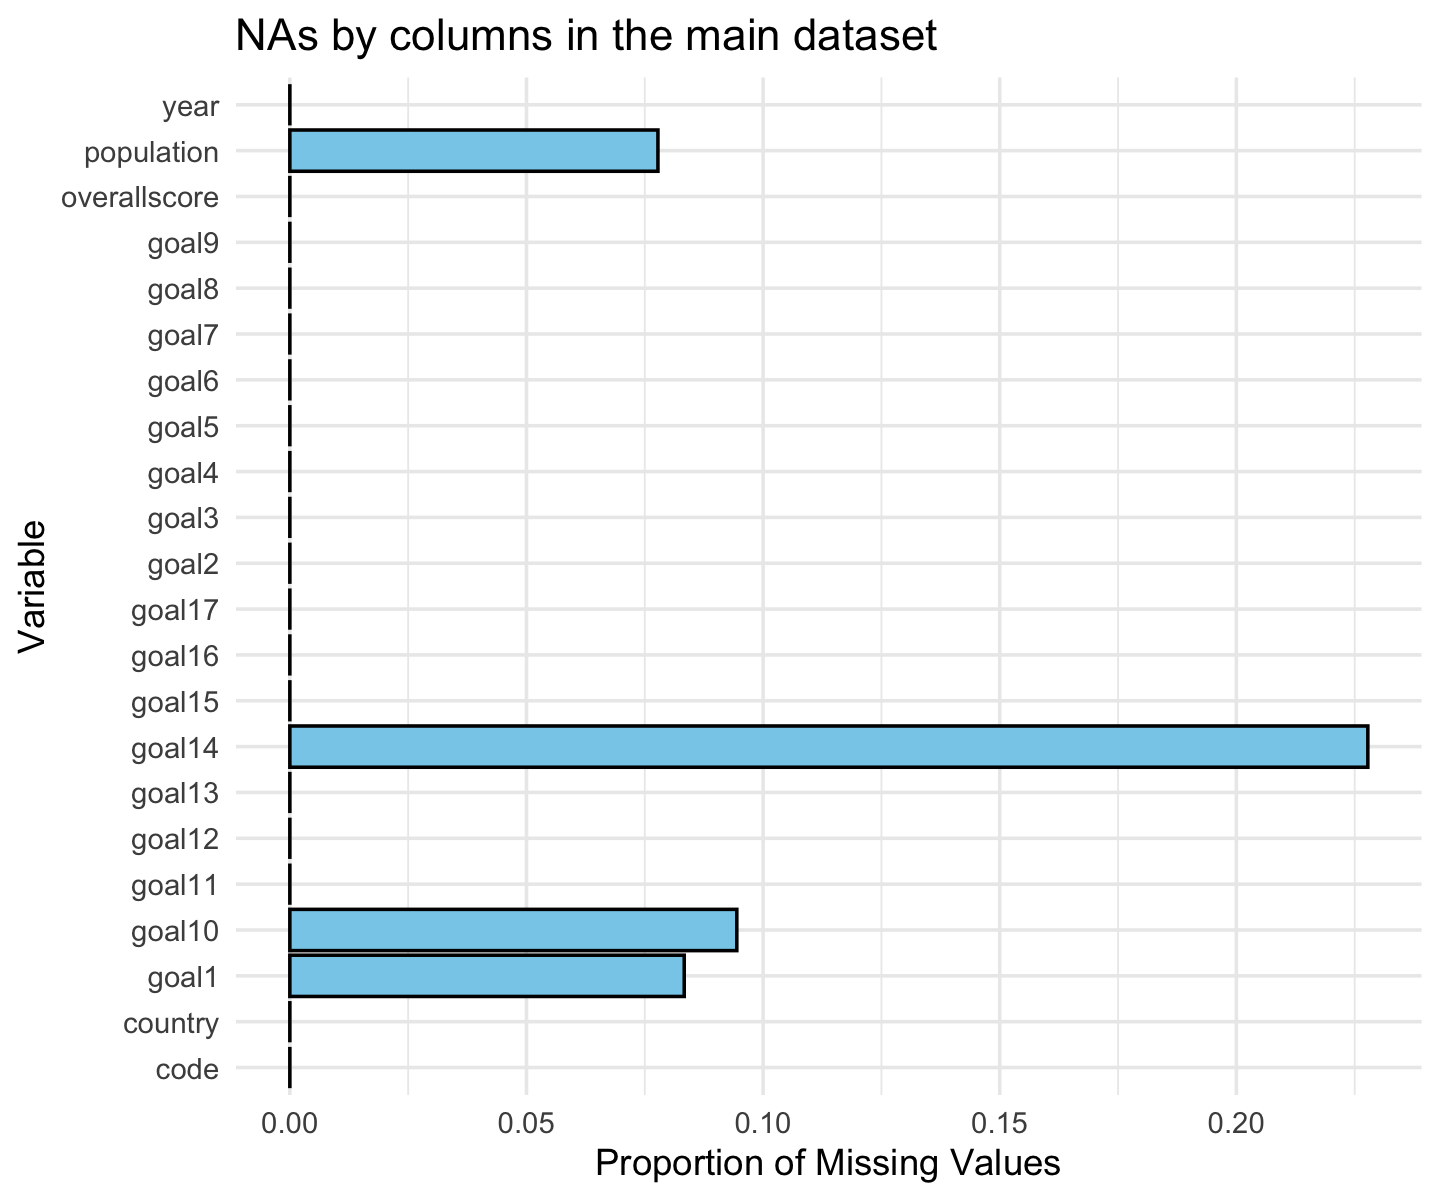 NAs by columns in the main dataset
year
population
overallscore
goal9
goal8
goal7
goal6
goal5
goal4
goal3
goal2
goal17
goal16
goal15
goal14
goal13
goal12
goal11
goal10
goal1
country
code
Variable
0.00 0.05 0.10 0.15 0.20
Proportion of Missing Values